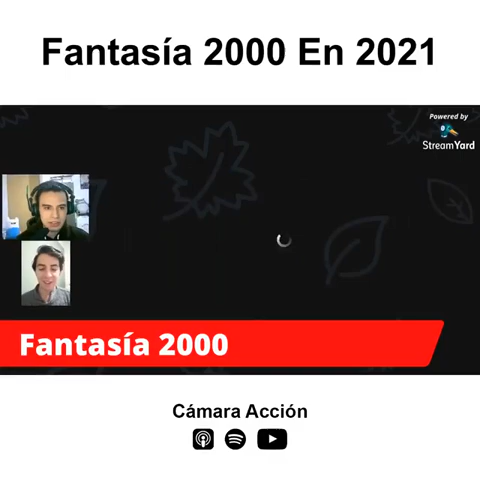 Fantasía 2000 En 2021
Powered by
StreamYard
Fantasía 2000
Cámara Acción